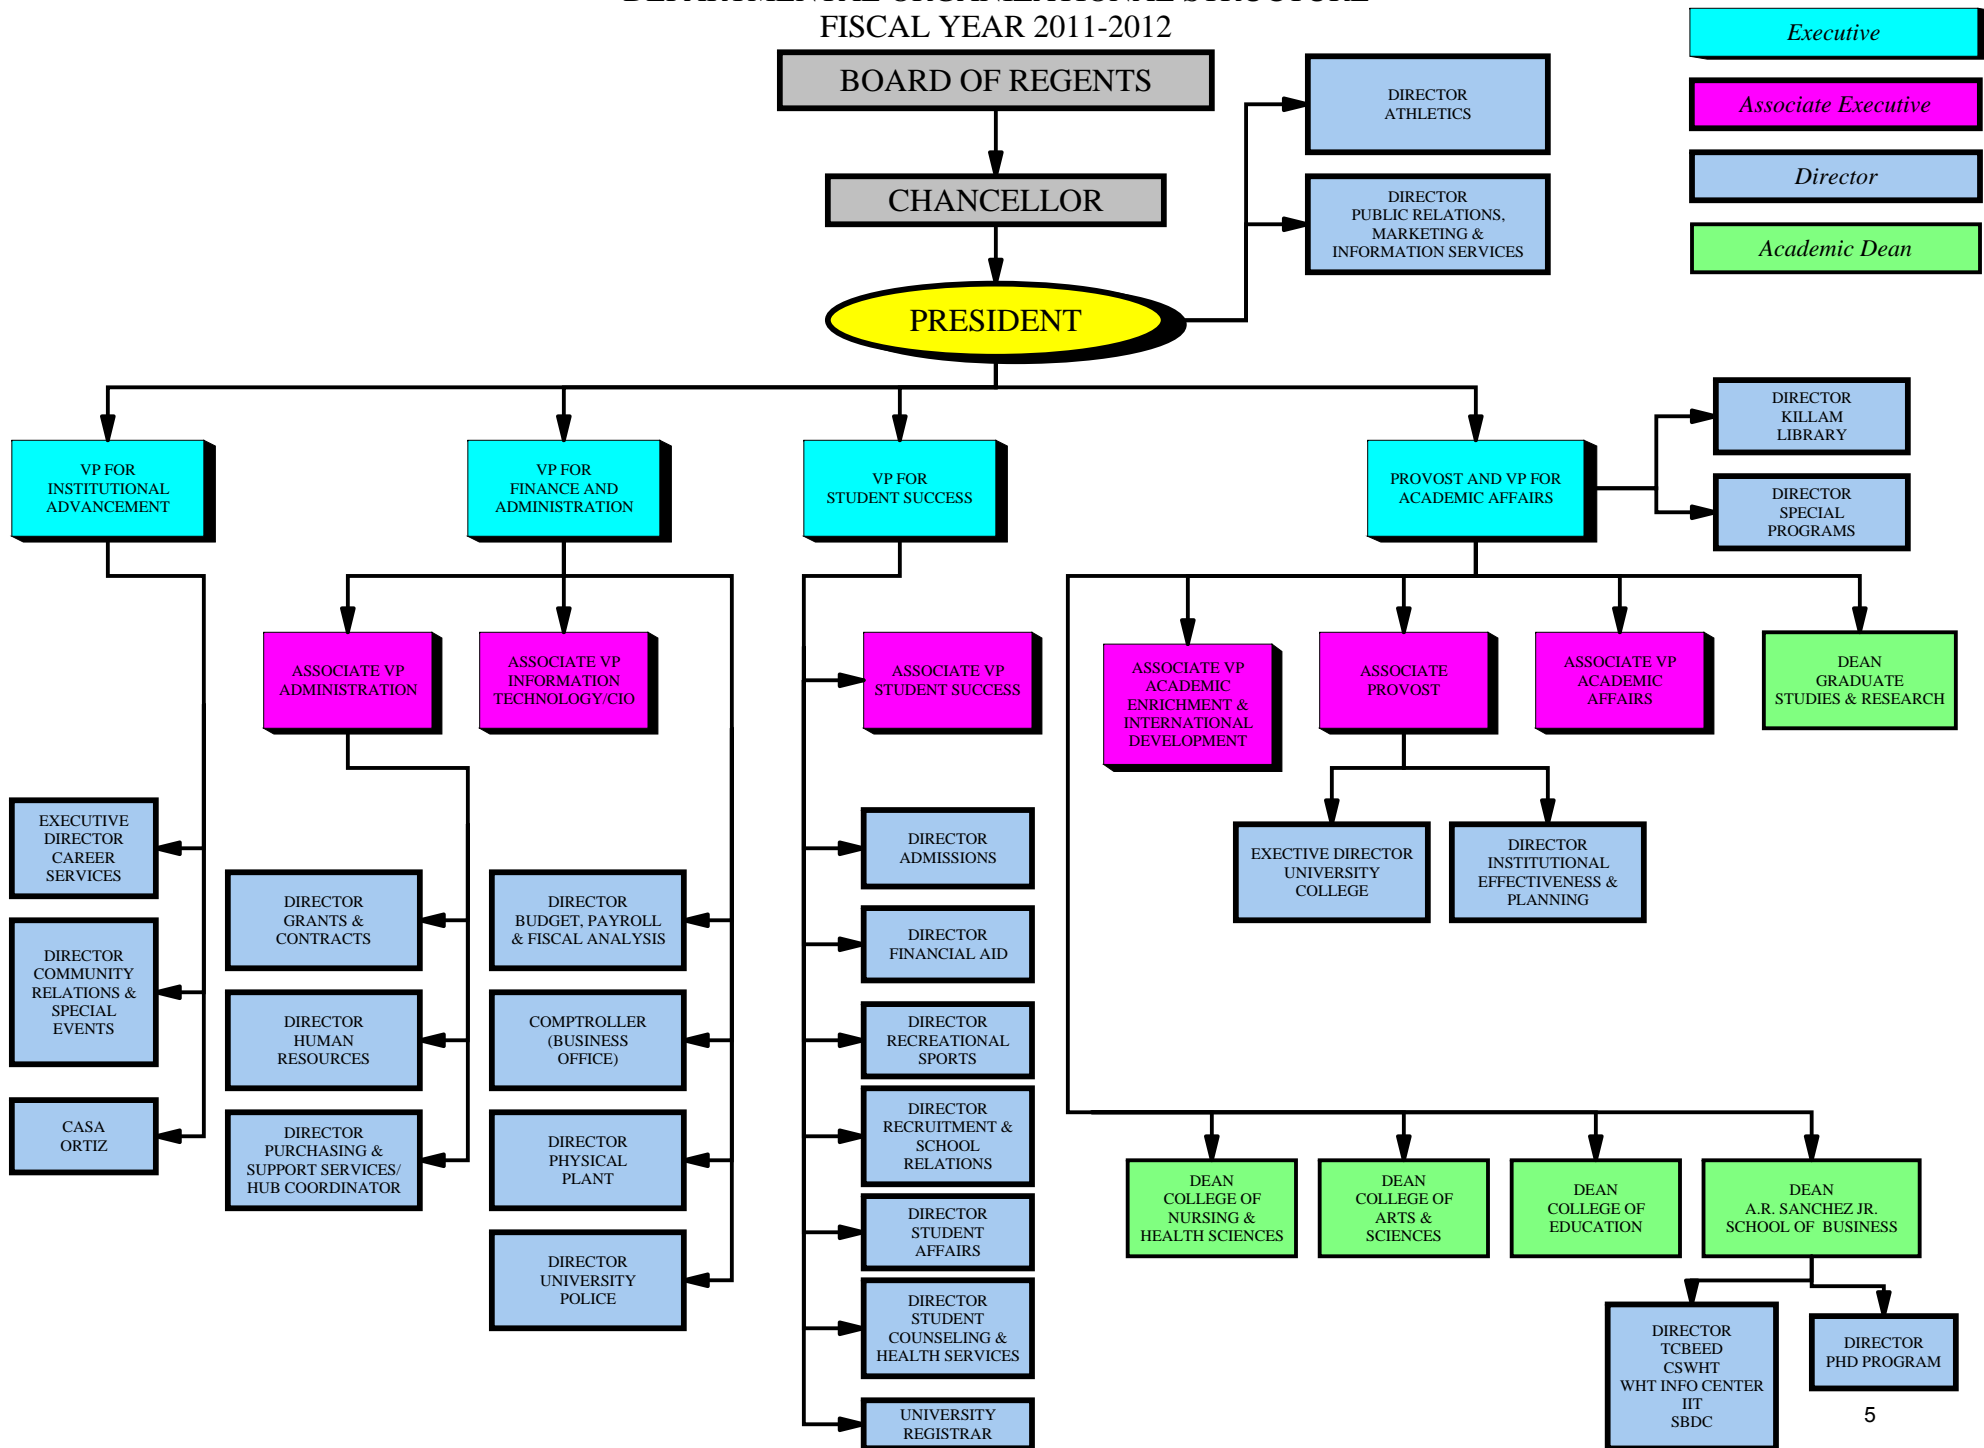 DEPARTMENTAL ORGANIZATIONAL STRUCTURE
FISCAL YEAR 2011-2012
Executive
Associate Executive
Director
Academic Dean
BOARD OF REGENTS
CHANCELLOR
PRESIDENT
DIRECTOR
ATHLETICS
DIRECTOR
PUBLIC RELATIONS,
MARKETING &
INFORMATION SERVICES
VP FOR
INSTITUTIONAL
ADVANCEMENT
VP FOR
FINANCE AND
ADMINISTRATION
VP FOR
STUDENT SUCCESS
PROVOST AND VP FOR
ACADEMIC AFFAIRS
DIRECTOR
KILLAM
LIBRARY
DIRECTOR
SPECIAL
PROGRAMS
ASSOCIATE VP
ADMINISTRATION
ASSOCIATE VP
INFORMATION
TECHNOLOGY/CIO
ASSOCIATE VP
STUDENT SUCCESS
ASSOCIATE VP
ACADEMIC
ENRICHMENT &
INTERNATIONAL
DEVELOPMENT
ASSOCIATE
PROVOST
ASSOCIATE VP
ACADEMIC
AFFAIRS
DEAN
GRADUATE
STUDIES & RESEARCH
EXECUTIVE
DIRECTOR
CAREER
SERVICES
DIRECTOR
COMMUNITY
RELATIONS &
SPECIAL
EVENTS
CASA
ORTIZ
DIRECTOR
GRANTS &
CONTRACTS
DIRECTOR
HUMAN
RESOURCES
DIRECTOR
PURCHASING &
SUPPORT SERVICES/
HUB COORDINATOR
DIRECTOR
BUDGET, PAYROLL
& FISCAL ANALYSIS
COMPTROLLER
(BUSINESS
OFFICE)
DIRECTOR
PHYSICAL
PLANT
DIRECTOR
UNIVERSITY
POLICE
DIRECTOR
ADMISSIONS
DIRECTOR
FINANCIAL AID
DIRECTOR
RECREATIONAL
SPORTS
DIRECTOR
RECRUITMENT &
SCHOOL
RELATIONS
DIRECTOR
STUDENT
AFFAIRS
DIRECTOR
STUDENT
COUNSELING &
HEALTH SERVICES
UNIVERSITY
REGISTRAR
EXECTIVE DIRECTOR
UNIVERSITY
COLLEGE
DIRECTOR
INSTITUTIONAL
EFFECTIVENESS &
PLANNING
DEAN
COLLEGE OF
NURSING &
HEALTH SCIENCES
DEAN
COLLEGE OF
ARTS &
SCIENCES
DEAN
COLLEGE OF
EDUCATION
DEAN
A.R. SANCHEZ JR.
SCHOOL OF BUSINESS
DIRECTOR
TCBEED
CSWHT
WHT INFO CENTER
IIT
SBDC
DIRECTOR
PHD PROGRAM
5